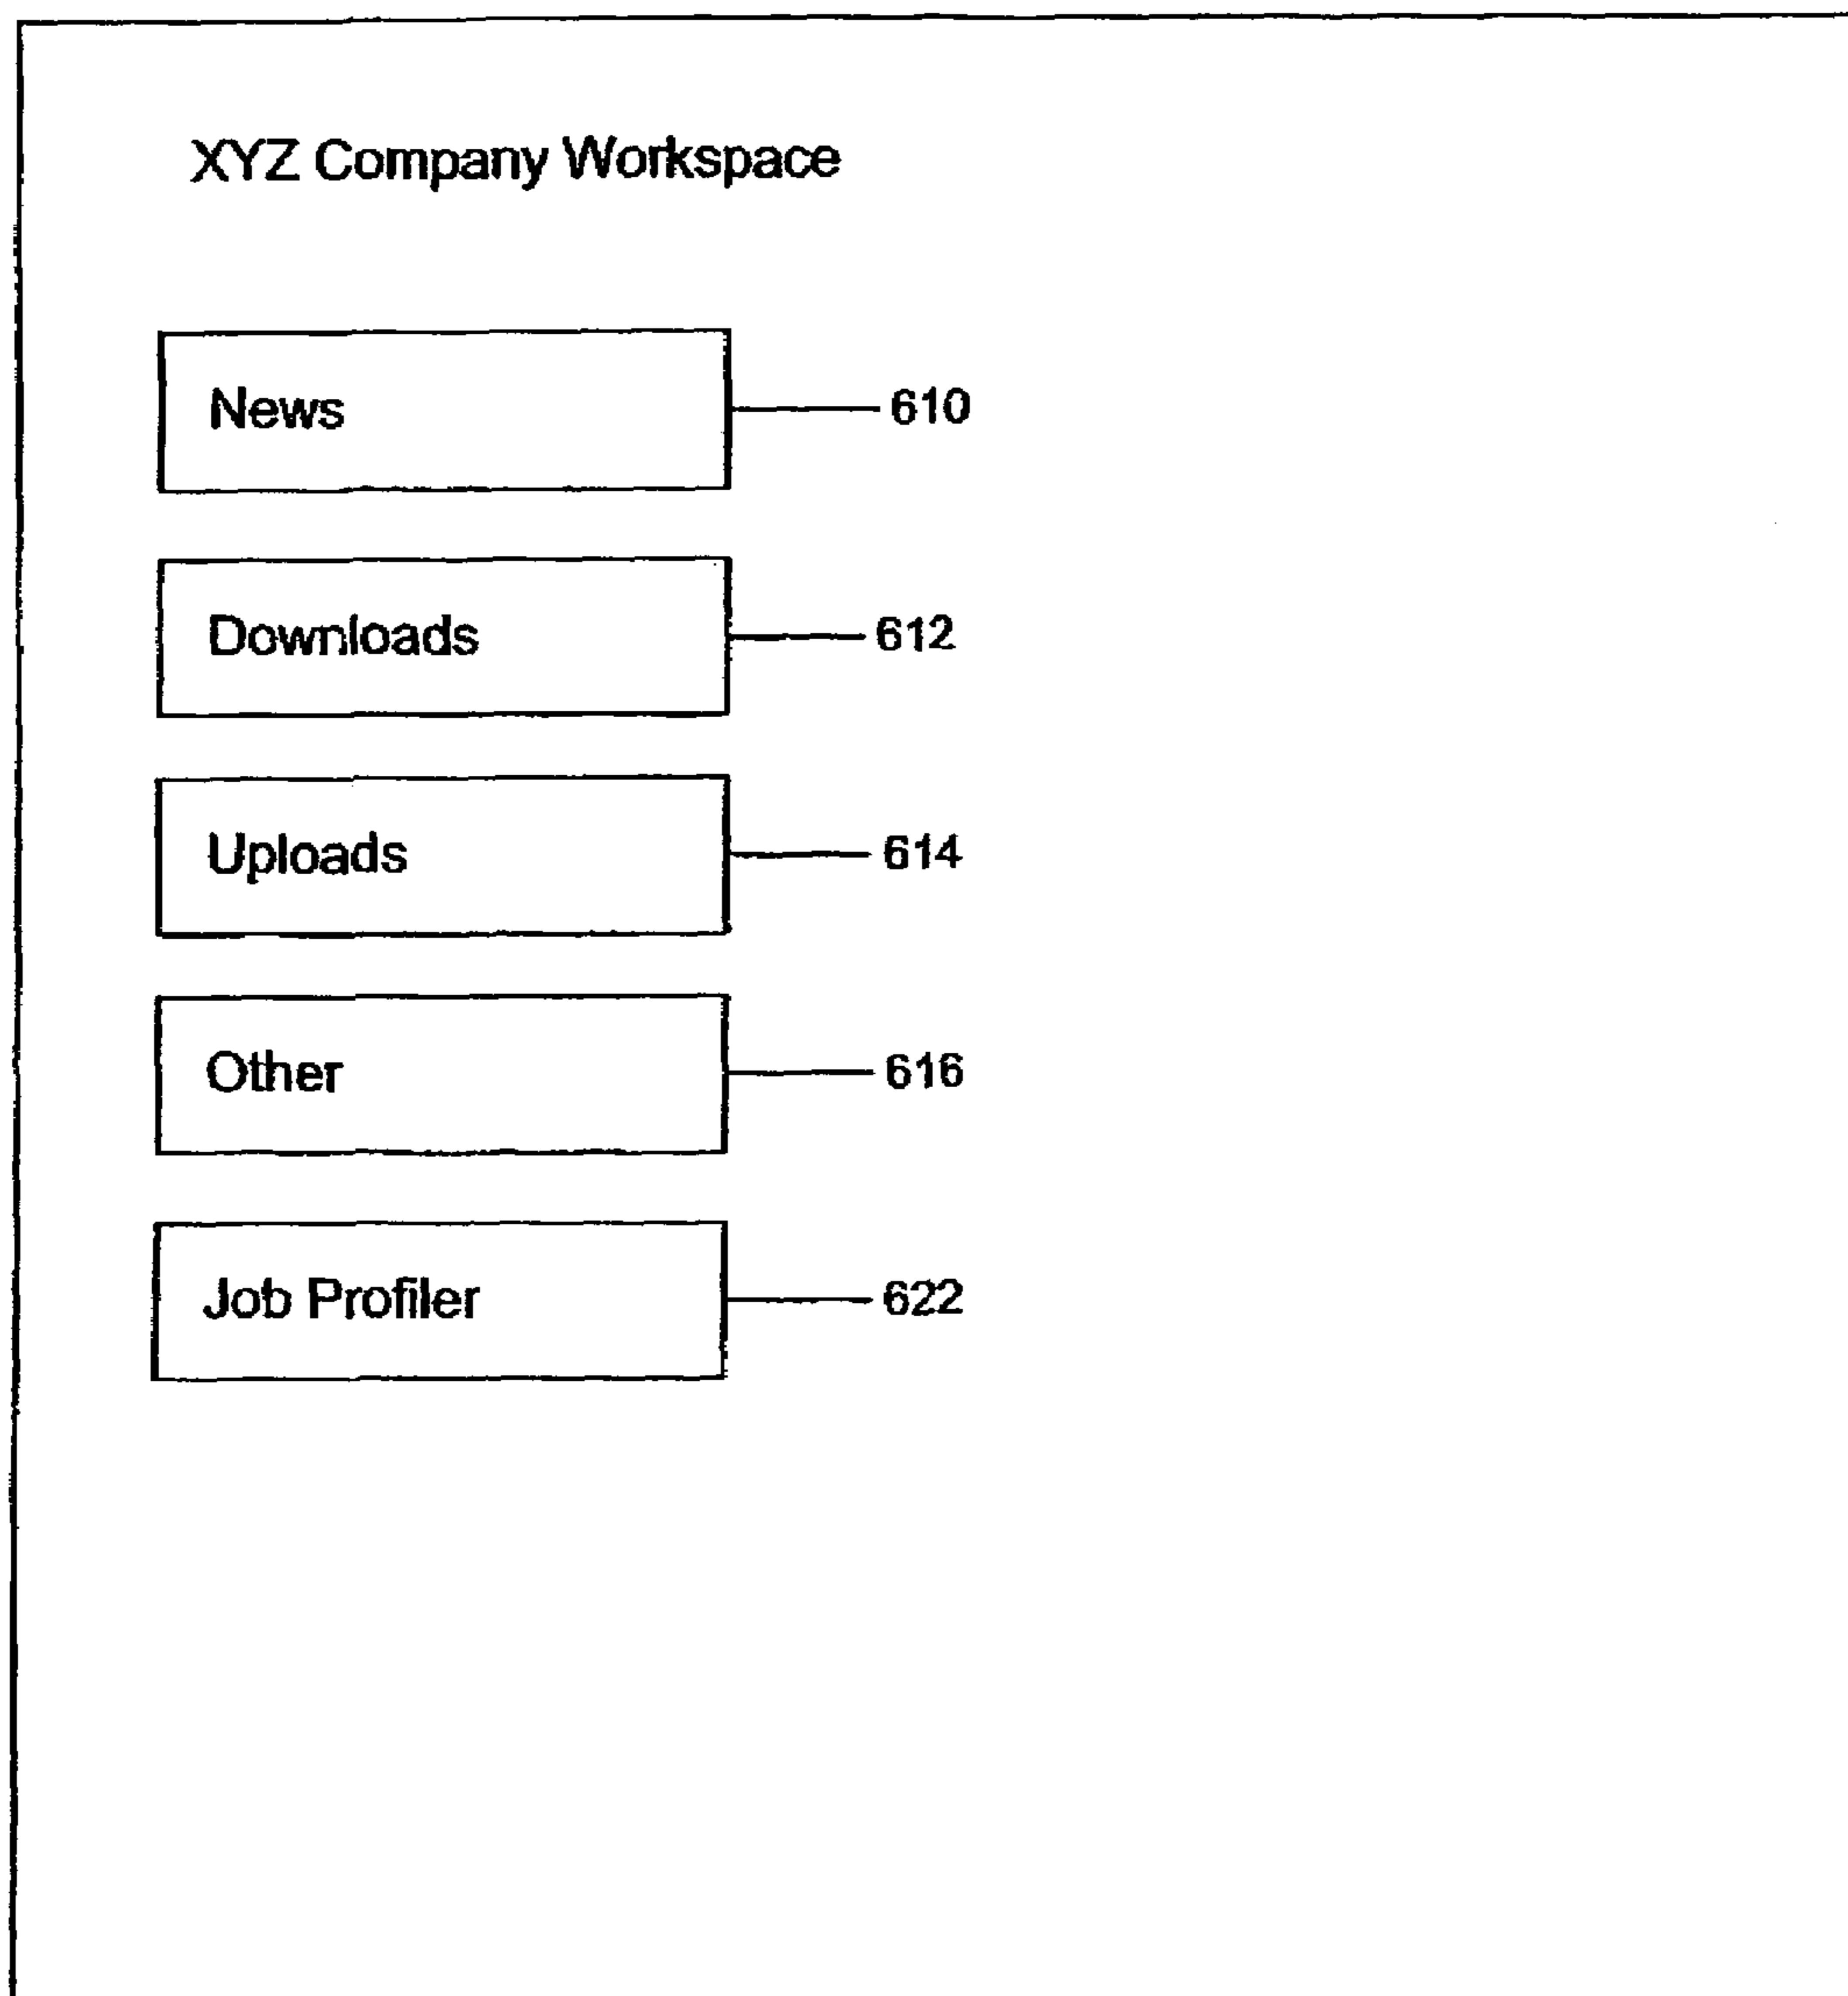 XYZ Company Workspace
News 610
Downloads 612
Uploads 614
Other 616
Job Profiler 622